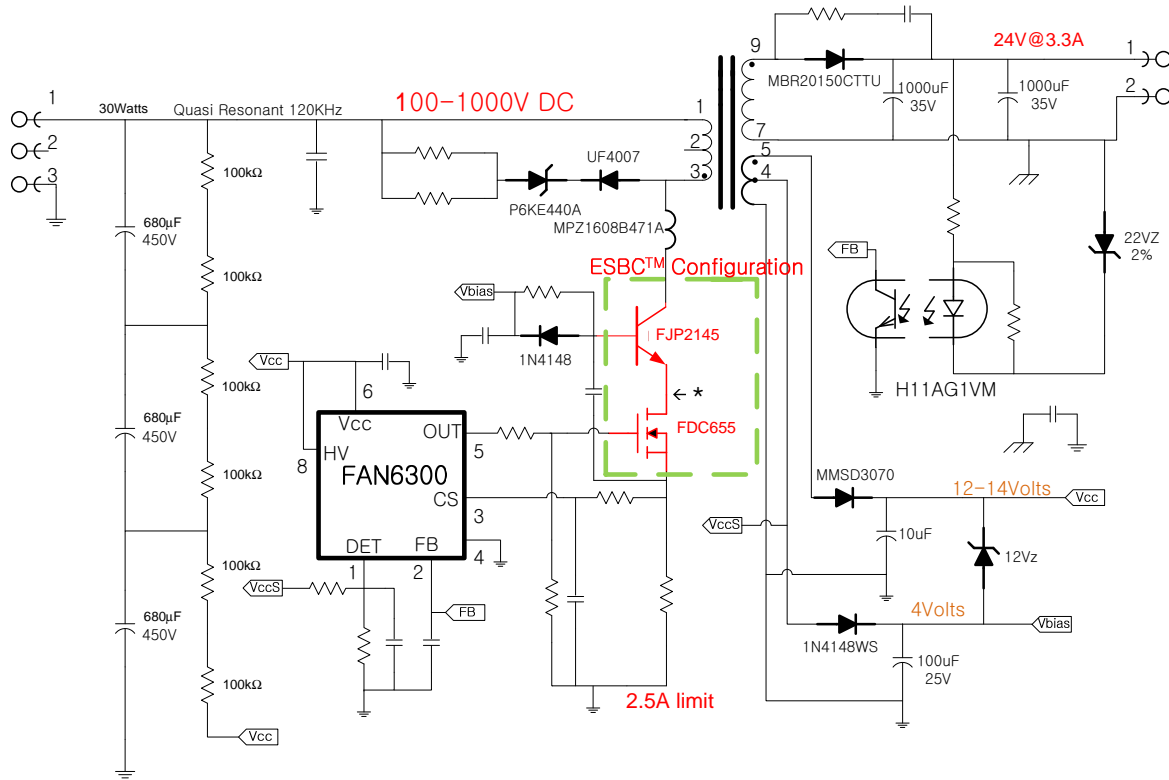 9
24V@3.3A
1
MBR20150CTTU
1000uF
35V
1000uF
35V
2
1
30Watts
Quasi Resonant 120KHz
100-1000V DC
1
7
2
2
5
3
UF4007
3
4
100kΩ
P6KE440A
MPZ1608B471A
680µF
450V
22VZ
2%
FB
ESBC™ Configuration
100kΩ
Vbias
FJP2145
1N4148
Vcc
100kΩ
6
*
H11AG1VM
680µF
450V
Vcc
OUT
FDC655
5
8
HV
FAN6300
100kΩ
MMSD3070
12-14Volts
CS
Vcc
3
VccS
10uF
DET
FB
4
12Vz
100kΩ
1
2
VccS
680µF
450V
FB
4Volts
Vbias
1N4148WS
100uF
25V
100kΩ
2.5A limit
Vcc